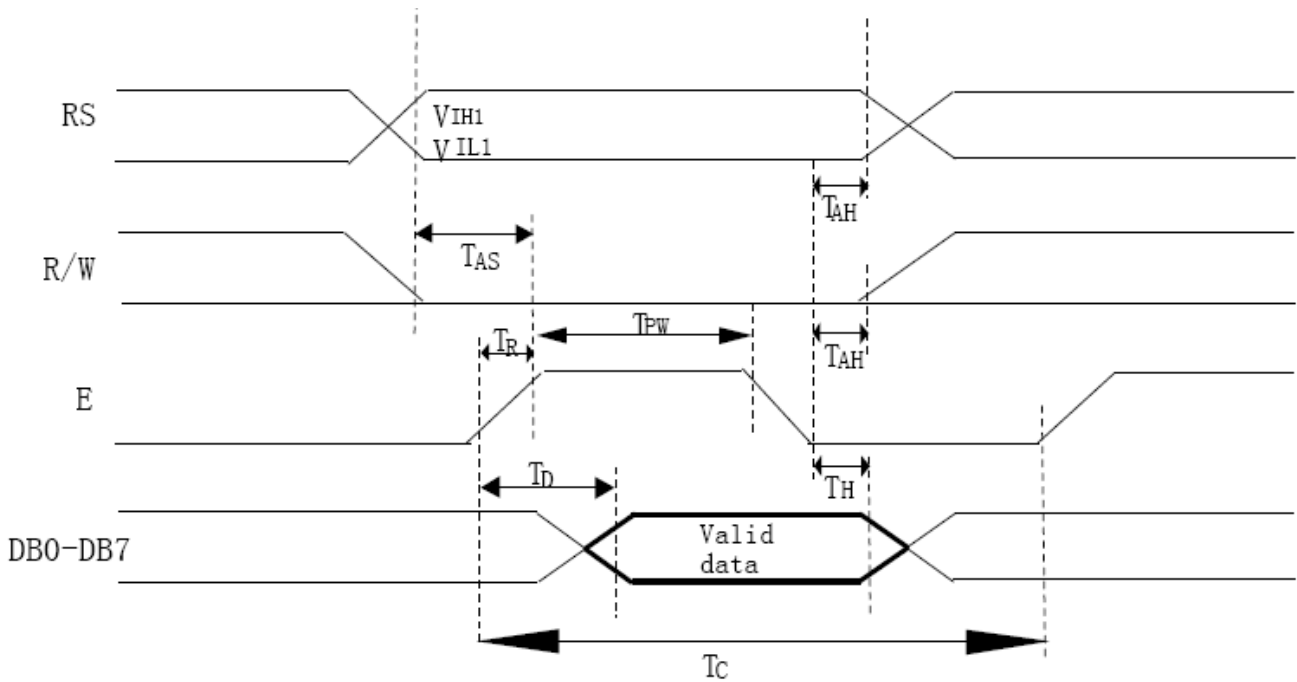 RS
VIH1
VIL1
TAH
R/W
TAS
TR
TPW
TAH
E
TD
TH
DB0-DB7
Valid
data
TC